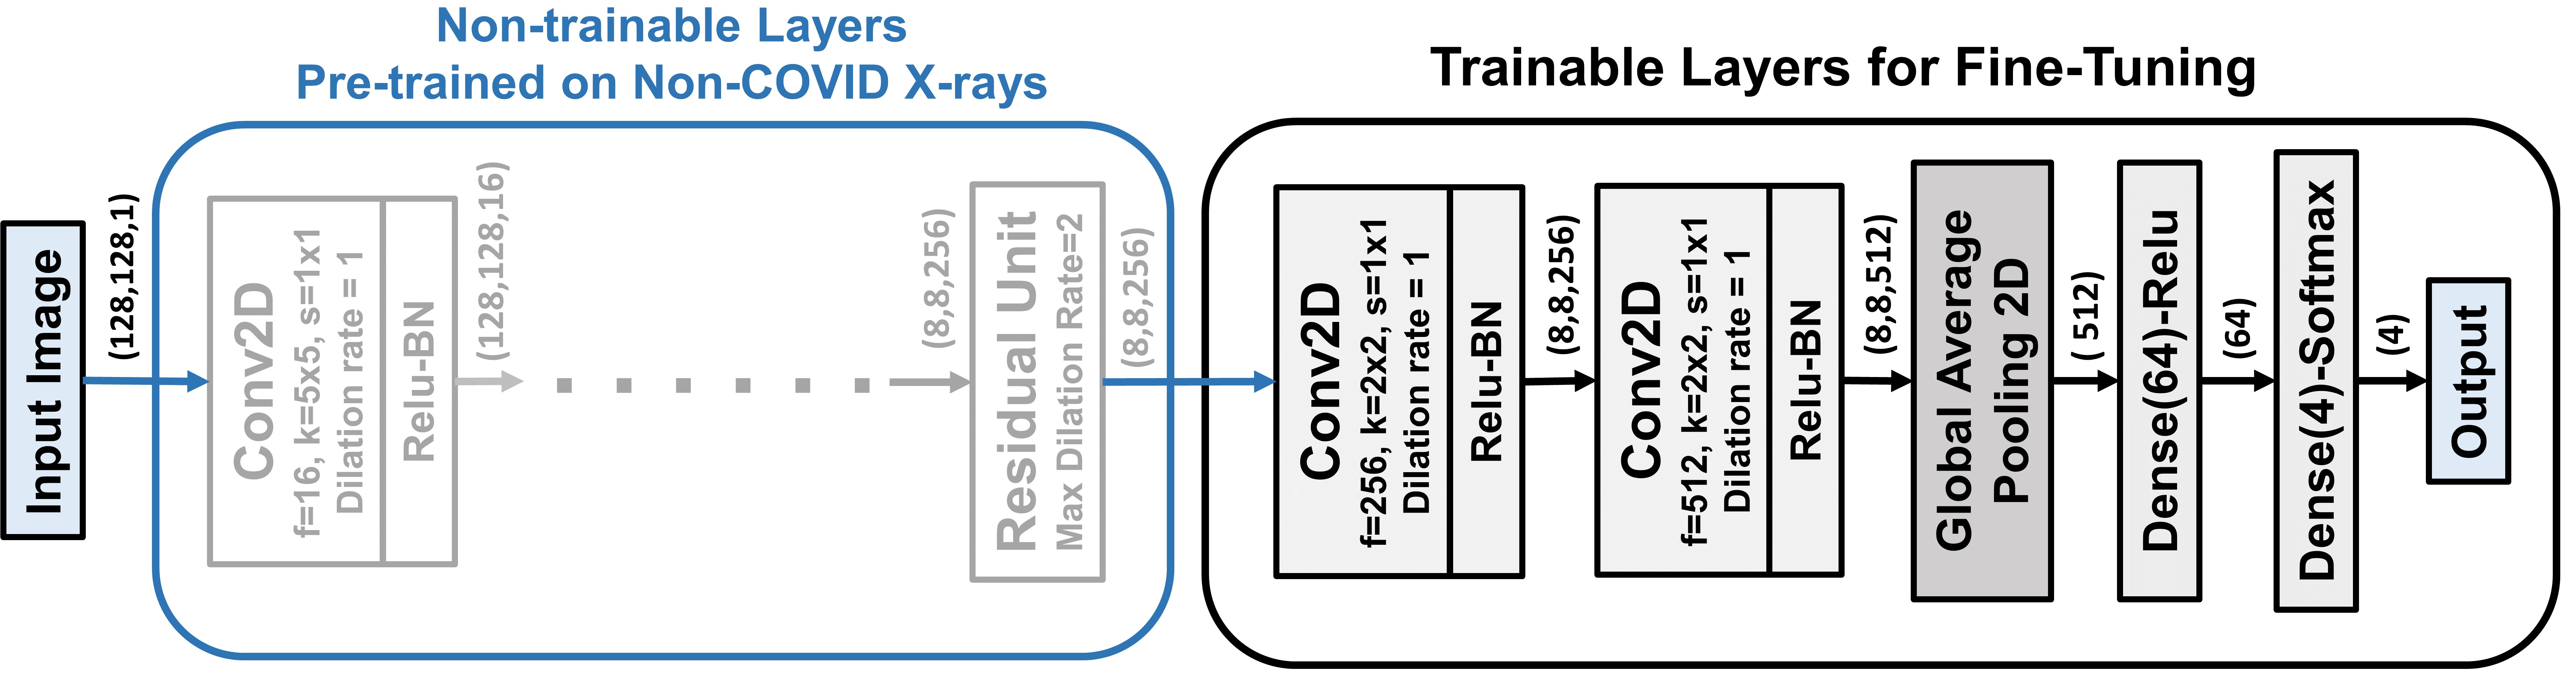 Non-trainable Layers
Pre-trained on Non-COVID X-rays
Trainable Layers for Fine-Tuning
Input Image
(128,128,1)
Conv2D
f=16, k=5x5, s=1x1
Dilation rate = 1
Relu-BN
(128,128,16)
(8,8,256)
Residual Unit
Max Dilation Rate=2
(8,8,256)
Conv2D
f=256, k=2x2, s=1x1
Dilation rate = 1
Relu-BN
(8,8,256)
Conv2D
f=512, k=2x2, s=1x1
Dilation rate = 1
Relu-BN
(8,8,512)
Global Average
Pooling 2D
( 512)
Dense(64)-Relu
(64)
Dense(4)-Softmax
(4)
Output